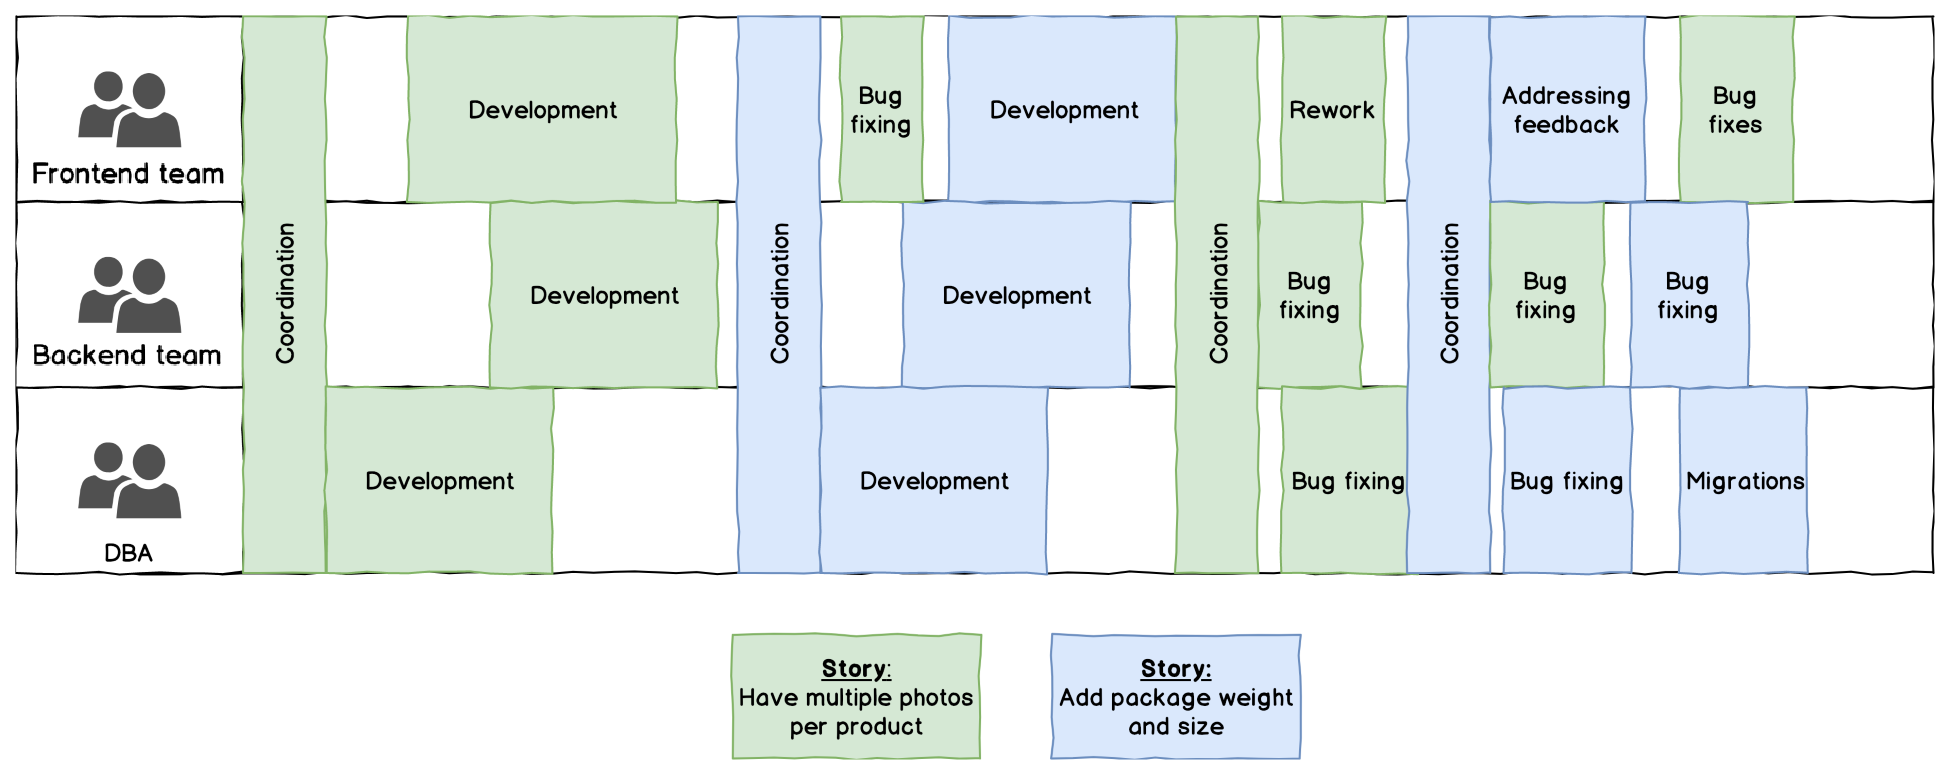 Frontend team
Coordination
Development
Coordination
Bug
fixing
Development
Coordination
Rework
Coordination
Addressing
feedback
Bug
fixes
Backend team
Development
Development
Bug
fixing
Bug
fixing
Bug
fixing
DBA
Development
Development
Bug fixing
Bug fixing
Migrations
Story:
Have multiple photos
per product
Story:
Add package weight
and size